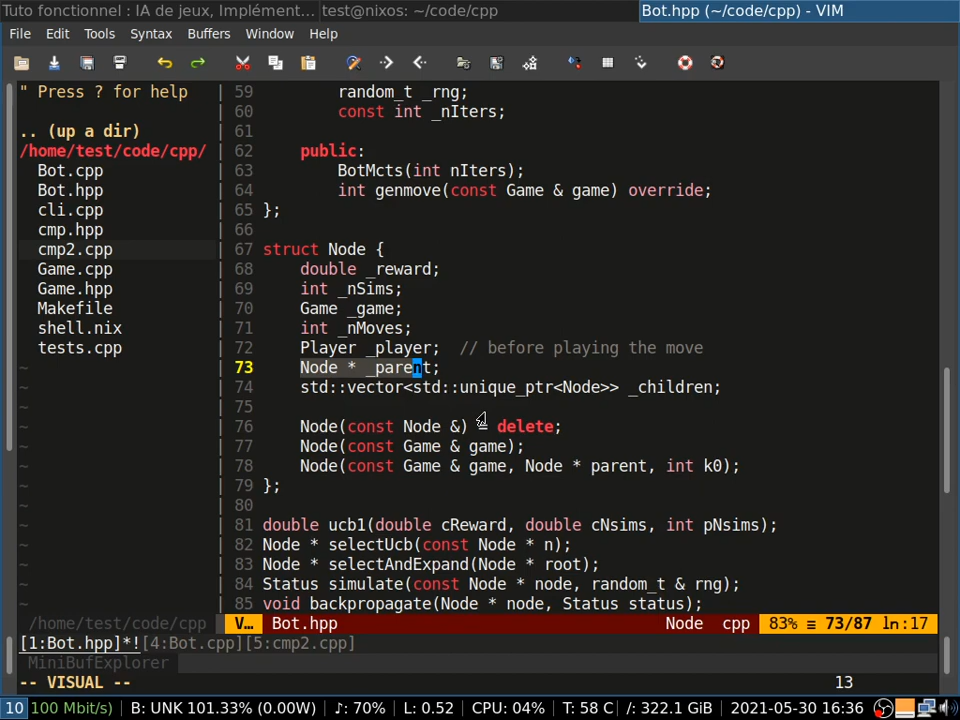 Tuto fonctionnel : IA de jeux, Implément... test@nixos: ~/code/cpp Bot.hpp (~/code/cpp) - VIM
File Edit Tools Syntax Buffers Window Help
" Press ? for help
.. (up a dir)
/home/test/code/cpp/
Bot.cpp
Bot.hpp
cli.cpp
cmp.hpp
cmp2.cpp
Game.cpp
Game.hpp
Makefile
shell.nix
tests.cpp
~
~
~
~
~
~
~
~
~
~
~
~
~
/home/test/code/cpp
59 random_t _rng;
60 const int _nIters;
61
62 public:
63 BotMcts(int nIters);
64 int genmove(const Game & game) override;
65 };
66
67 struct Node {
68 double _reward;
69 int _nSims;
70 Game _game;
71 int _nMoves;
72 Player _player; // before playing the move
73 Node * _parent;
74 std::vector<std::unique_ptr<Node>> _children;
75
76 Node(const Node &) = delete;
77 Node(const Game & game);
78 Node(const Game & game, Node * parent, int k0);
79 };
80
81 double ucb1(double cReward, double cNsims, int pNsims);
82 Node * selectUcb(const Node * n);
83 Node * selectAndExpand(Node * root);
84 Status simulate(const Node * node, random_t & rng);
85 void backpropagate(Node * node, Status status);
V... Bot.hpp Node cpp 83% ≡ 73/87 ln:17
[1:Bot.hpp]*![4:Bot.cpp][5:cmp2.cpp]
MiniBufExplorer
-- VISUAL -- 13
10 100 Mbit/s) B: UNK 101.33% (0.00W) ♪: 70% L: 0.52 CPU: 04% T: 58 C /: 322.1 GiB 2021-05-30 16:36